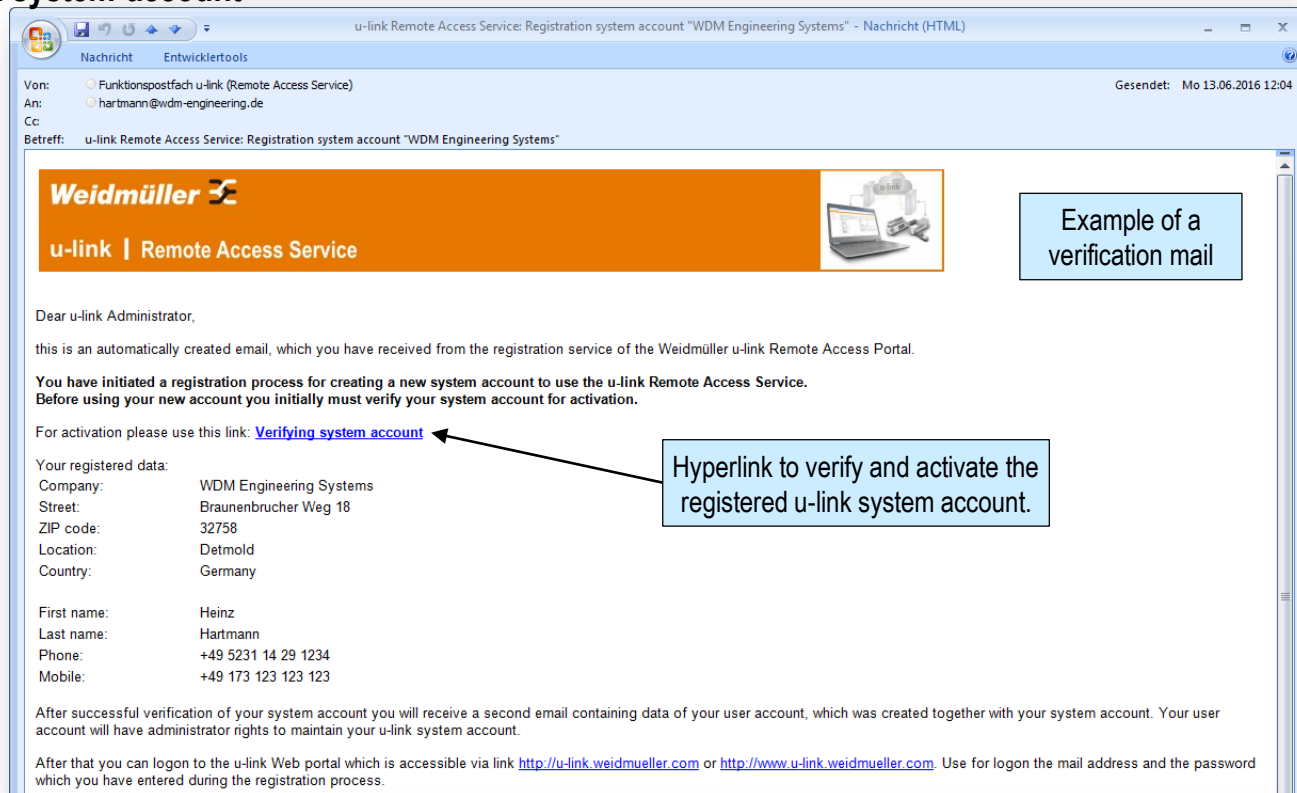 system account
u-link Remote Access Service: Registration system account "WDM Engineering Systems" - Nachricht (HTML)
Nachricht Entwicklertools
Von: Funktionspostfach u-link (Remote Access Service) Gesendet: Mo 13.06.2016 12:04
An: hartmann@wdm-engineering.de
Cc:
Betreff: u-link Remote Access Service: Registration system account "WDM Engineering Systems"
Weidmüller
u-link
u-link | Remote Access Service
Example of a
verification mail
Dear u-link Administrator,
this is an automatically created email, which you have received from the registration service of the Weidmüller u-link Remote Access Portal.
You have initiated a registration process for creating a new system account to use the u-link Remote Access Service.
Before using your new account you initially must verify your system account for activation.
For activation please use this link: Verifying system account
Hyperlink to verify and activate the
registered u-link system account.
Your registered data:
Company: WDM Engineering Systems
Street: Braunenbrucher Weg 18
ZIP code: 32758
Location: Detmold
Country: Germany
First name: Heinz
Last name: Hartmann
Phone: +49 5231 14 29 1234
Mobile: +49 173 123 123 123
After successful verification of your system account you will receive a second email containing data of your user account, which was created together with your system account. Your user
account will have administrator rights to maintain your u-link system account.
After that you can logon to the u-link Web portal which is accessible via link http://u-link.weidmueller.com or http://www.u-link.weidmueller.com. Use for logon the mail address and the password
which you have entered during the registration process.